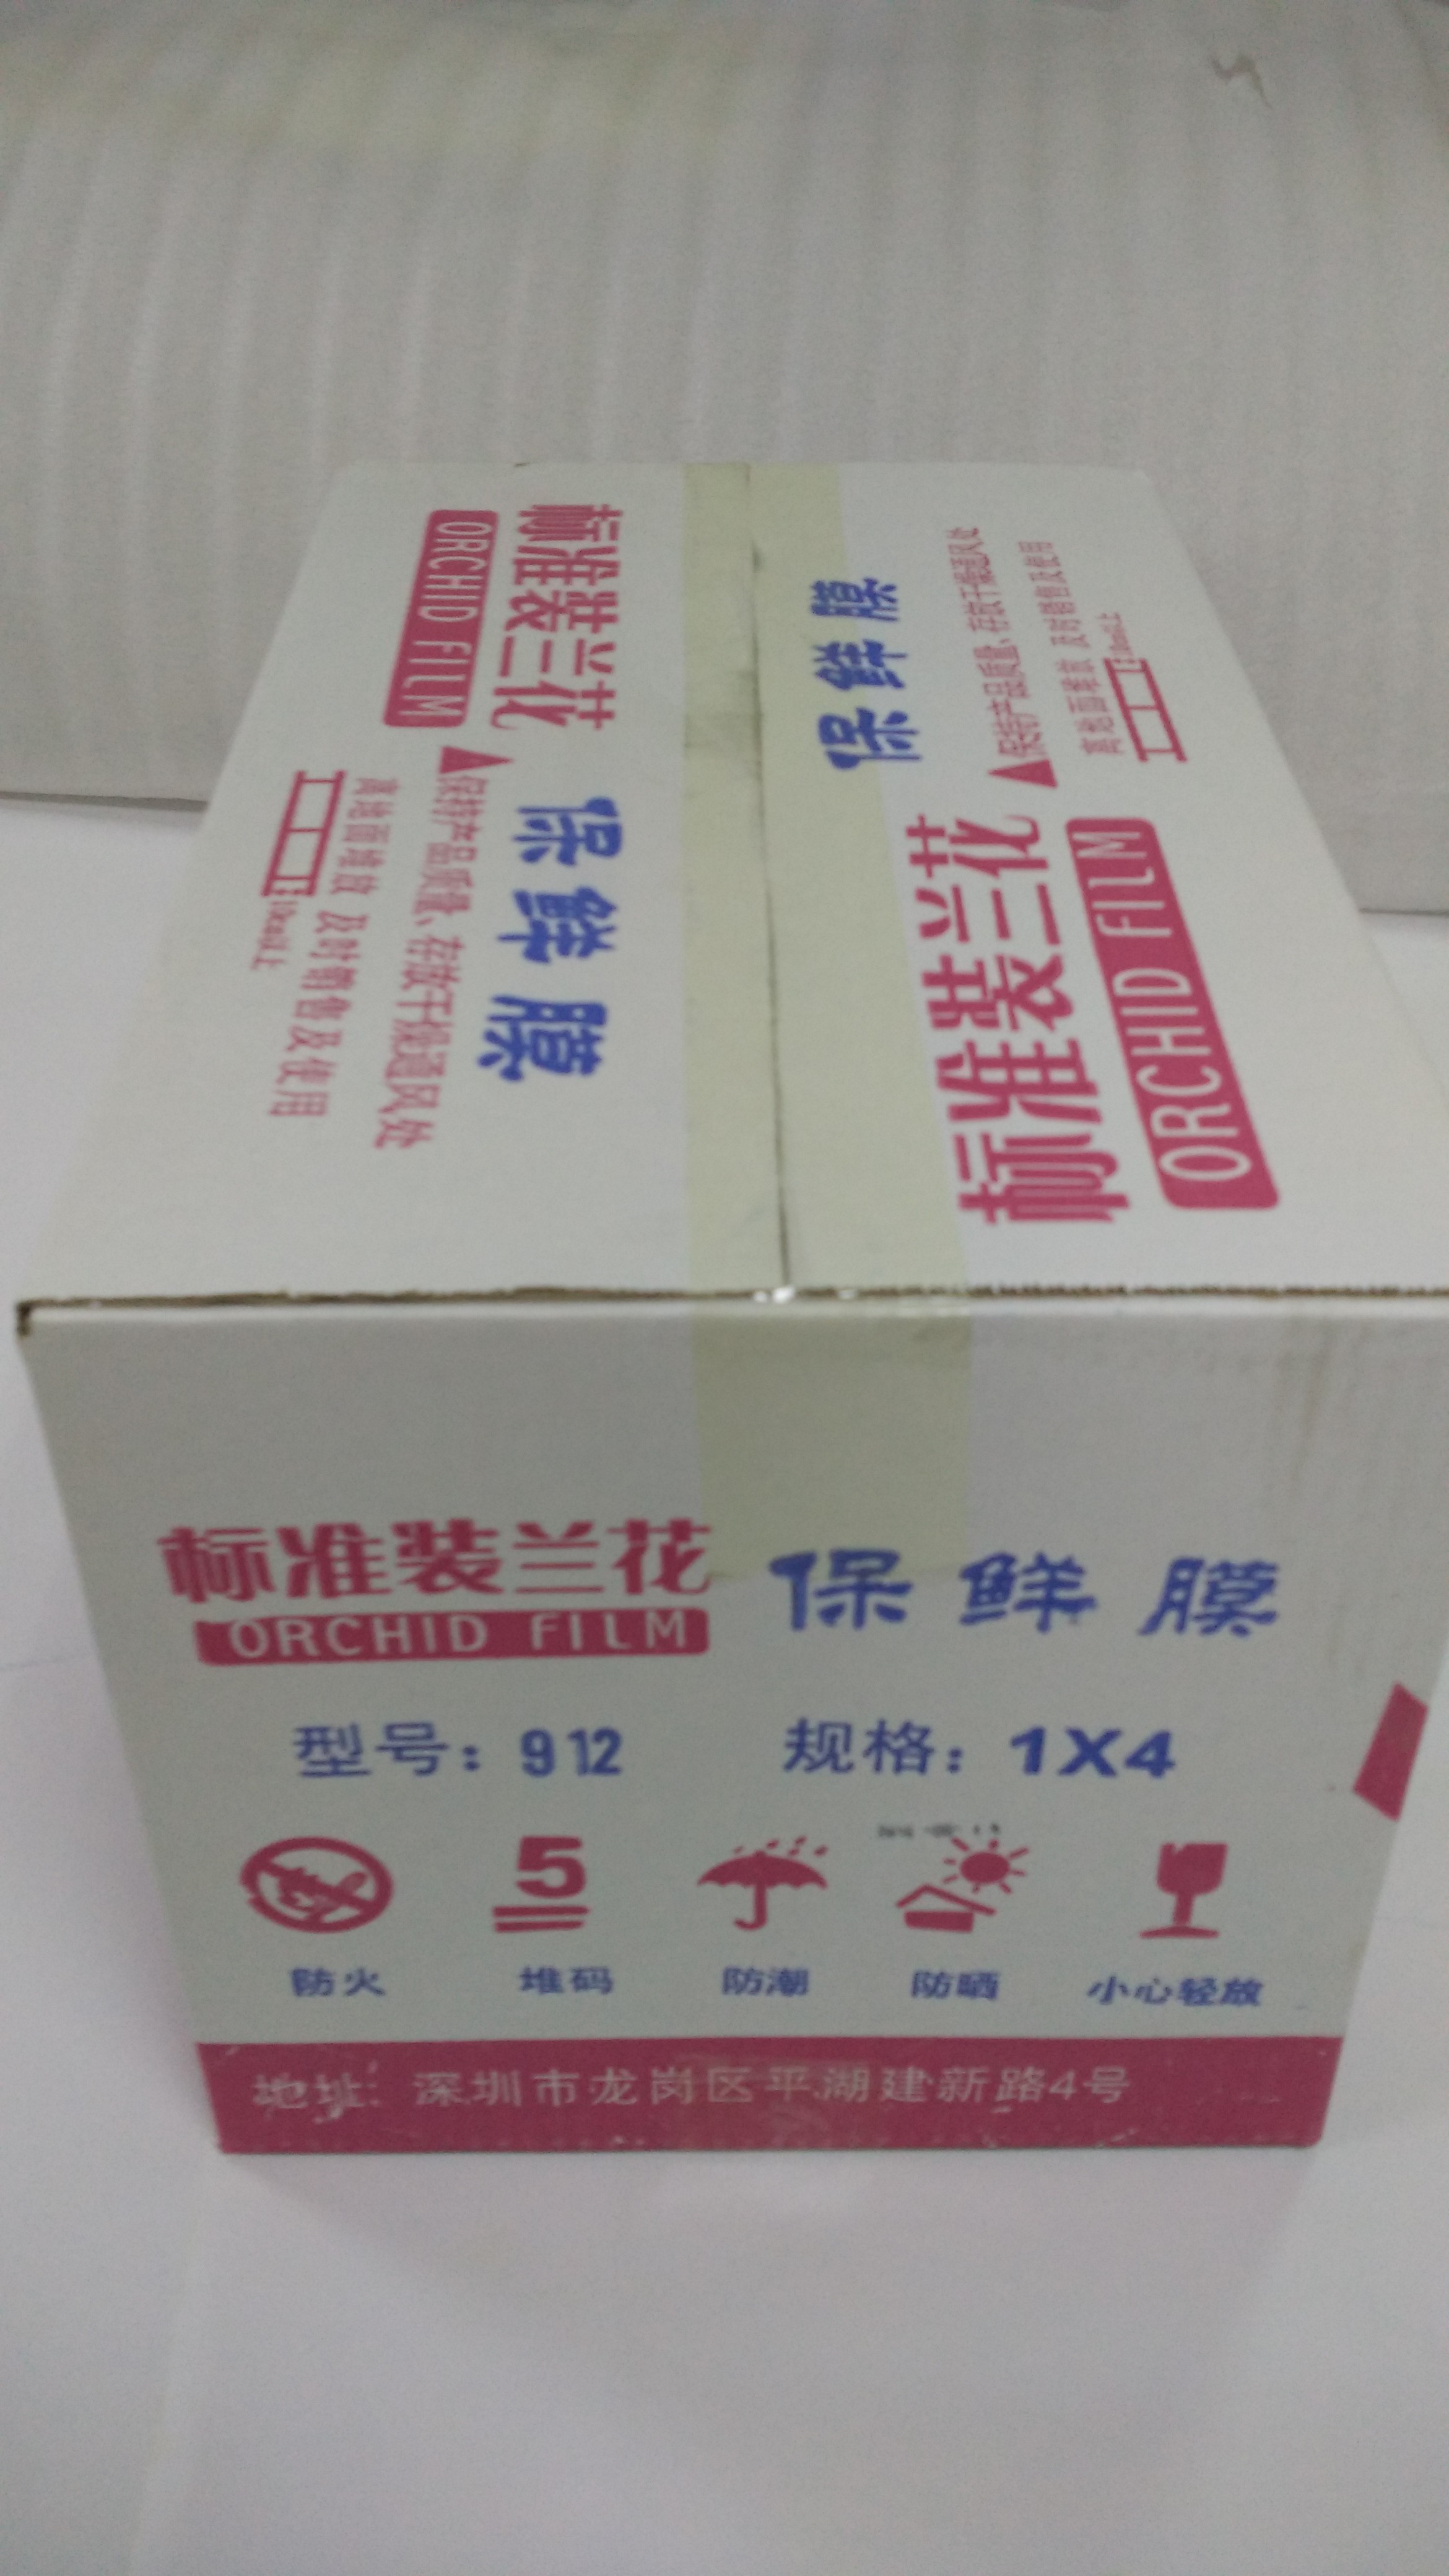 标准装兰花
ORCHID FILM
保鲜膜
▲保持产品质量、存放干燥通风处
离地面堆放 及时销售及使用
10cm以上
保鲜膜
▲保持产品质量、存放干燥通风处
离地面堆放 及时销售及使用
10cm以上
标准装兰花
ORCHID FILM
标准装兰花 保鲜膜
ORCHID FILM
型号：912 规格：1X4
5
防火 堆码 防潮 防晒 小心轻放
地址：深圳市龙岗区平湖建新路4号